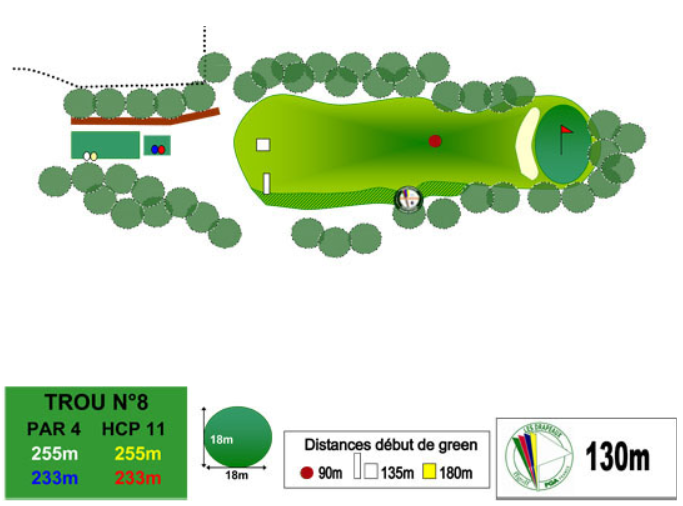 TROU N°8
PAR 4 HCP 11
255m 255m
233m 233m
18m
18m
Distances début de green
90m 135m 180m
LES DRAPEAUX
PGA
130m